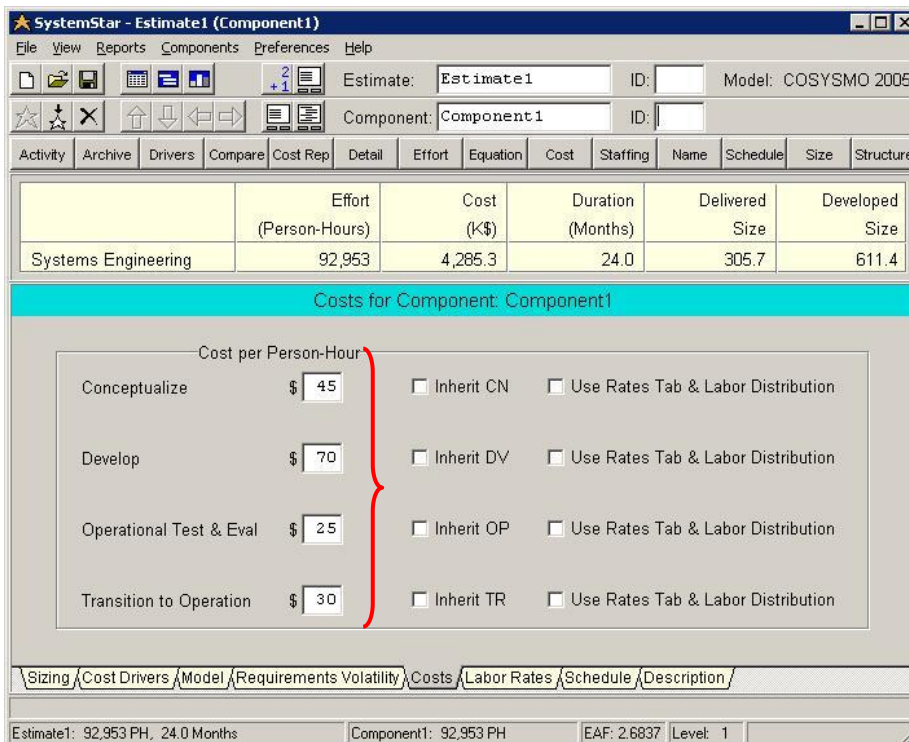 SystemStar - Estimate1 (Component1)
File View Reports Components Preferences Help
2 +1 Estimate: Estimate1 ID: Model: COSYSMO 2005
Component: Component1 ID:
Activity Archive Drivers Compare Cost Rep Detail Effort Equation Cost Staffing Name Schedule Size Structure
Effort Cost Duration Delivered Developed
(Person-Hours) (K$) (Months) Size Size
Systems Engineering 92,953 4,285.3 24.0 305.7 611.4
Costs for Component: Component1
Cost per Person-Hour
Conceptualize $ 45 Inherit CN Use Rates Tab & Labor Distribution
Develop $ 70 Inherit DV Use Rates Tab & Labor Distribution
Operational Test & Eval $ 25 Inherit OP Use Rates Tab & Labor Distribution
Transition to Operation $ 30 Inherit TR Use Rates Tab & Labor Distribution
Sizing Cost Drivers Model Requirements Volatility Costs Labor Rates Schedule Description
Estimate1: 92,953 PH, 24.0 Months Component1: 92,953 PH EAF: 2.6837 Level: 1